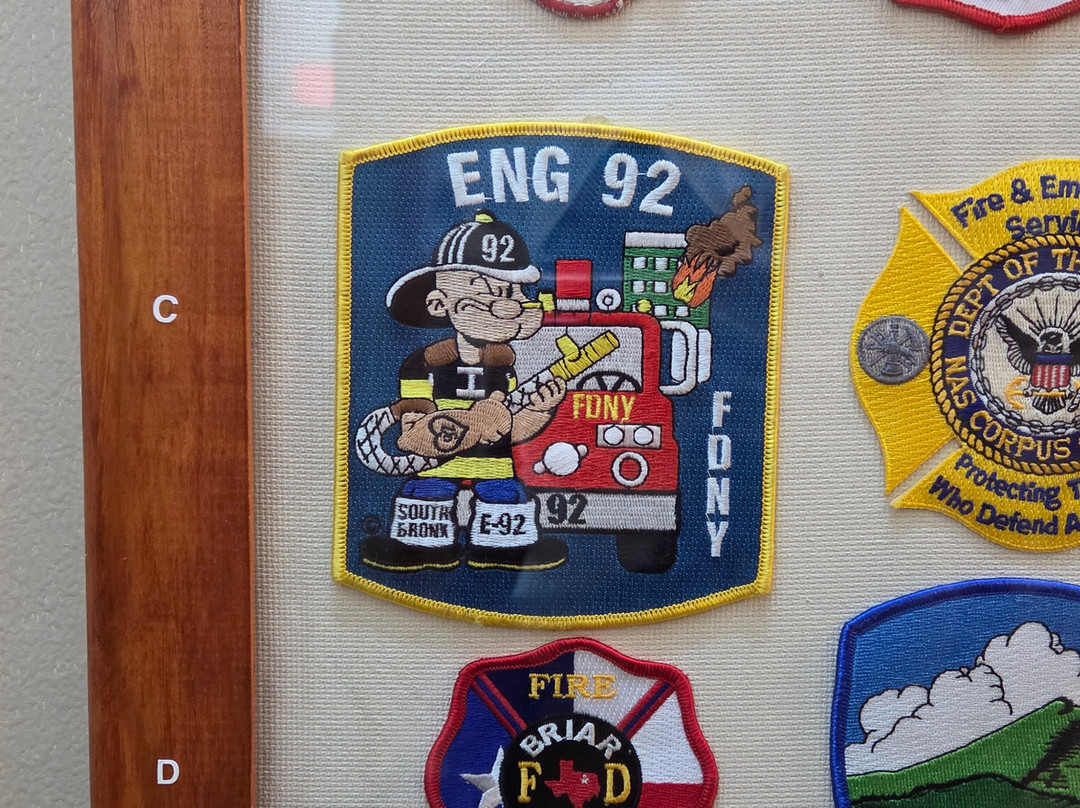 C
D
ENG 92
92
I
FDNY
FDNY
92
SOUTH
BRONX
E-92
©
Fire & Em
Servi
DEPT OF TH
NAS CORPUS
Protecting T
Who Defend A
FIRE
BRIAR
F D